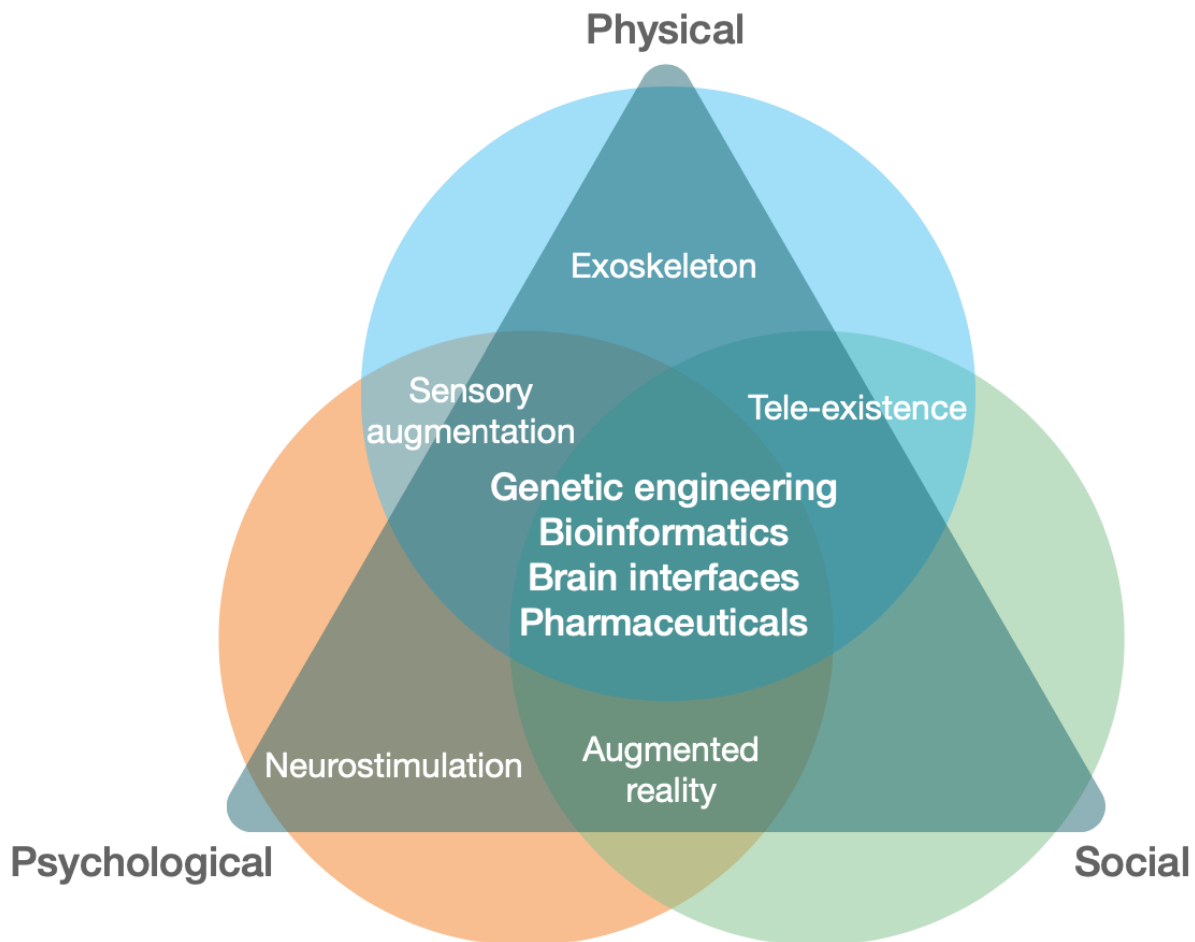 Physical
Exoskeleton
Sensory
augmentation
Tele-existence
Genetic engineering
Bioinformatics
Brain interfaces
Pharmaceuticals
Neurostimulation
Augmented
reality
Psychological
Social